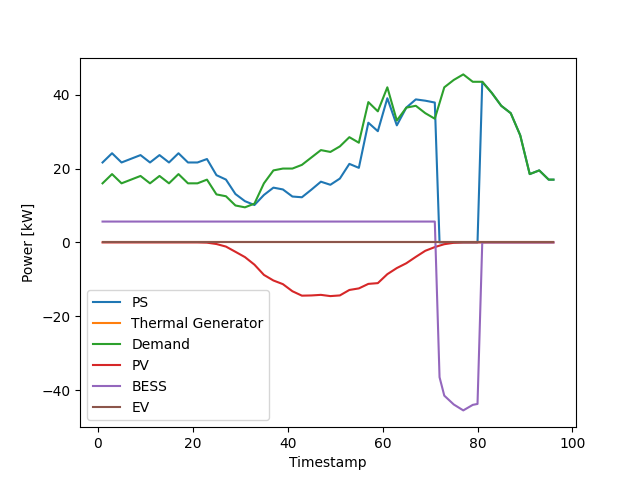 40
20
0
−20
−40
Power [kW]
PS
Thermal Generator
Demand
PV
BESS
EV
0 20 40 60 80 100
Timestamp